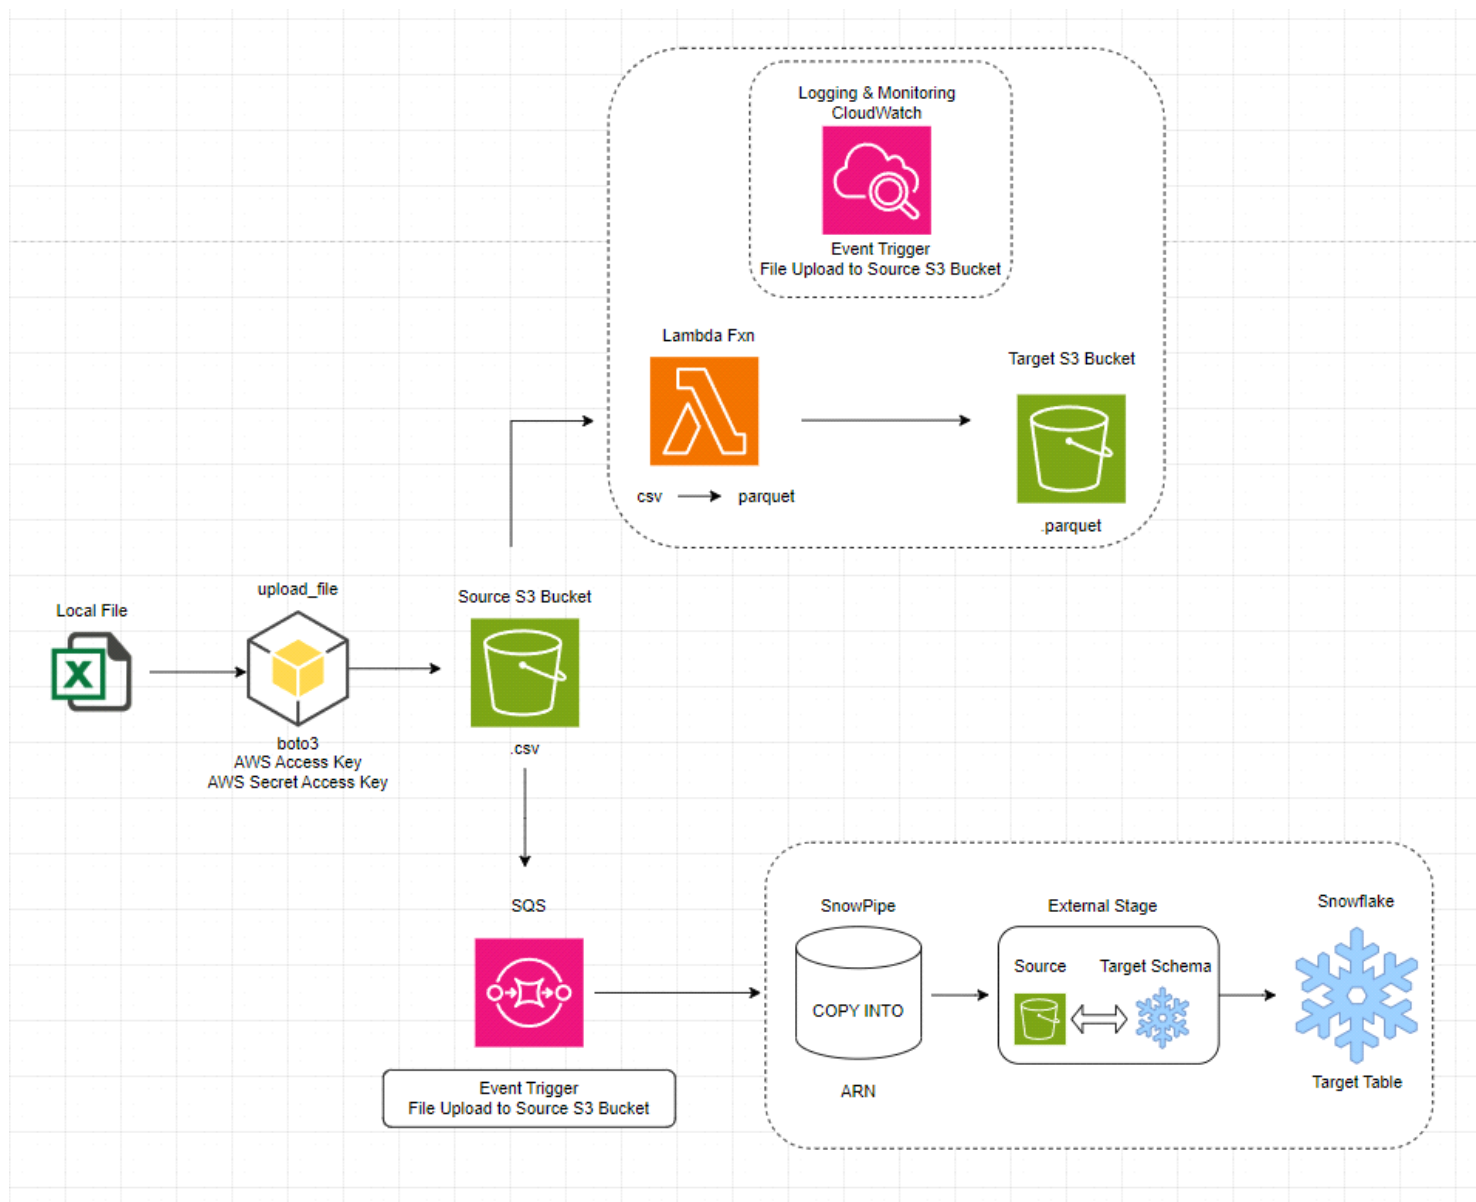 Logging & Monitoring
CloudWatch
Event Trigger
File Upload to Source S3 Bucket
Lambda Fxn
Target S3 Bucket
csv
parquet
.parquet
Local File
X
upload_file
boto3
AWS Access Key
AWS Secret Access Key
Source S3 Bucket
.csv
SQS
Event Trigger
File Upload to Source S3 Bucket
SnowPipe
COPY INTO
ARN
External Stage
Source
Target Schema
Snowflake
Target Table